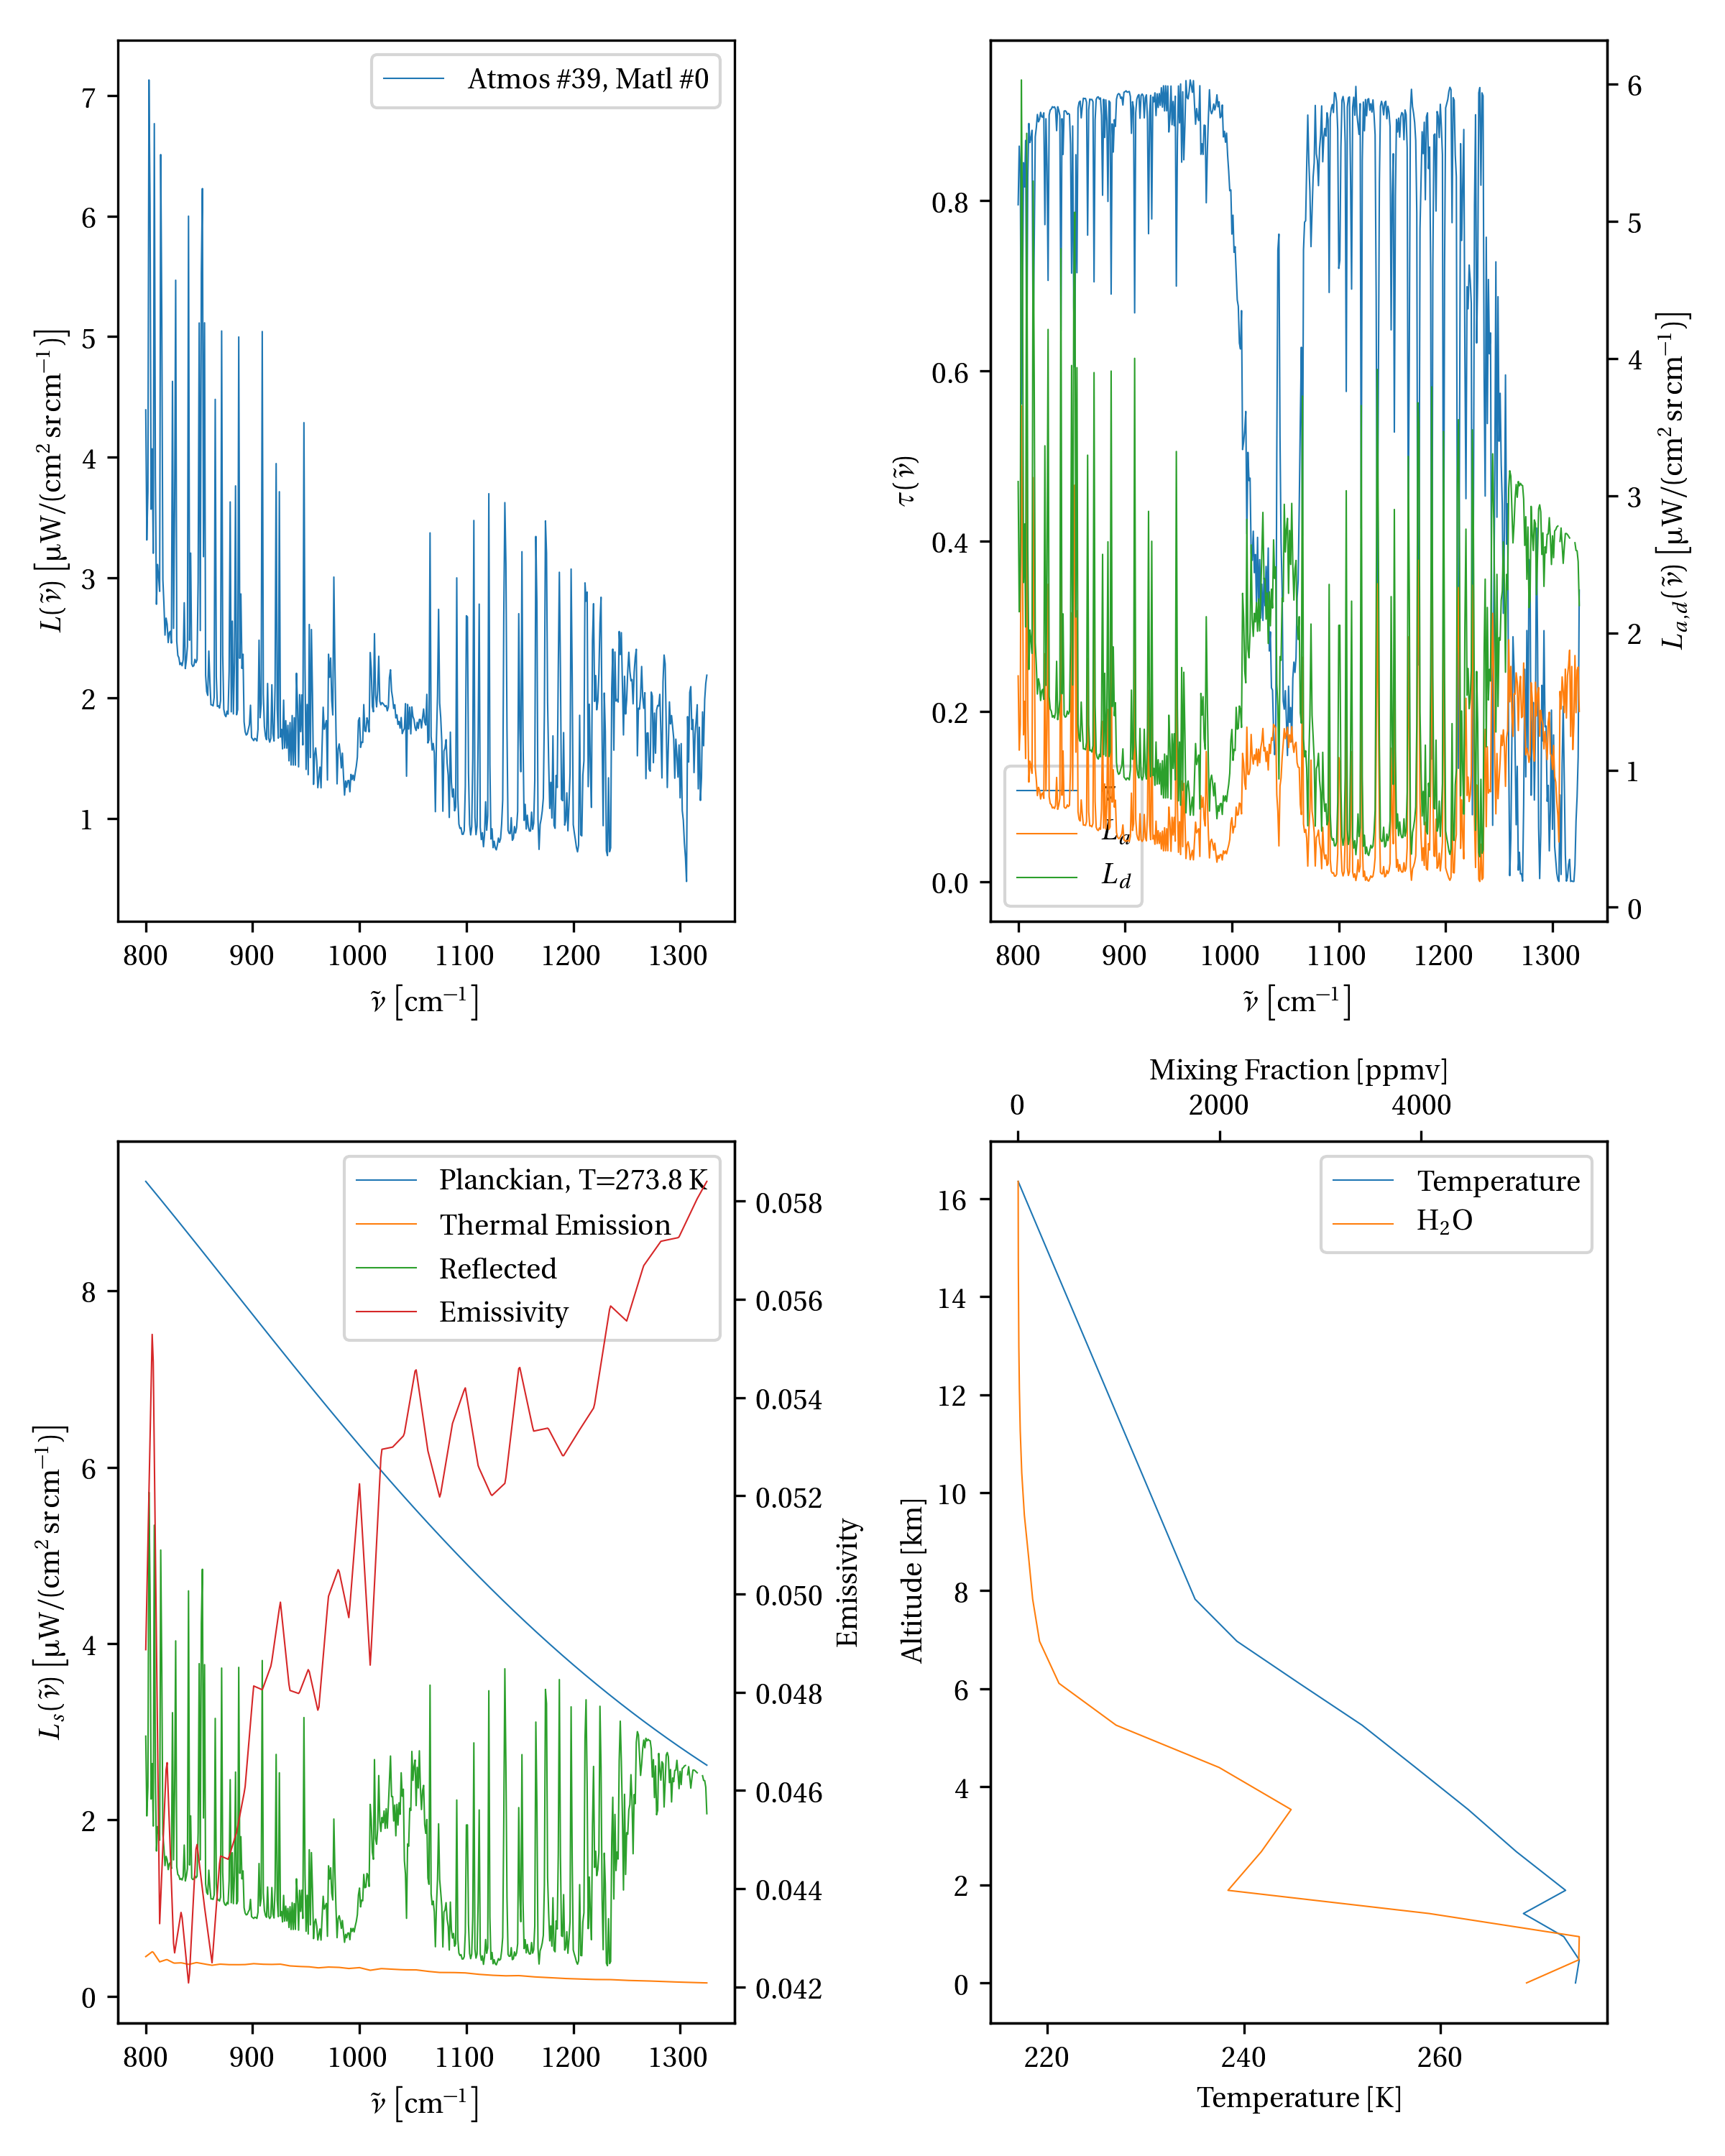 Atmos #39, Matl #0
7
6
5
4
3
2
1
L(ν̃) [µW/(cm² sr cm⁻¹)]
800 900 1000 1100 1200 1300
ν̃ [cm⁻¹]
0.8
0.6
0.4
0.2
0.0
τ(ν̃)
6
5
4
3
2
1
0
L_{a,d}(ν̃) [µW/(cm² sr cm⁻¹)]
L_a
L_d
800 900 1000 1100 1200 1300
ν̃ [cm⁻¹]
Planckian, T=273.8 K
Thermal Emission
Reflected
Emissivity
8
6
4
2
0
L_s(ν̃) [µW/(cm² sr cm⁻¹)]
0.058
0.056
0.054
0.052
0.050
0.048
0.046
0.044
0.042
Emissivity
800 900 1000 1100 1200 1300
ν̃ [cm⁻¹]
Mixing Fraction [ppmv]
0 2000 4000
Temperature
H₂O
16
14
12
10
8
6
4
2
0
Altitude [km]
220 240 260
Temperature [K]